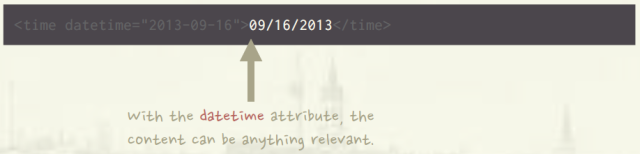 <time datetime="2013-09-16">09/16/2013</time>
With the datetime attribute, the
content can be anything relevant.